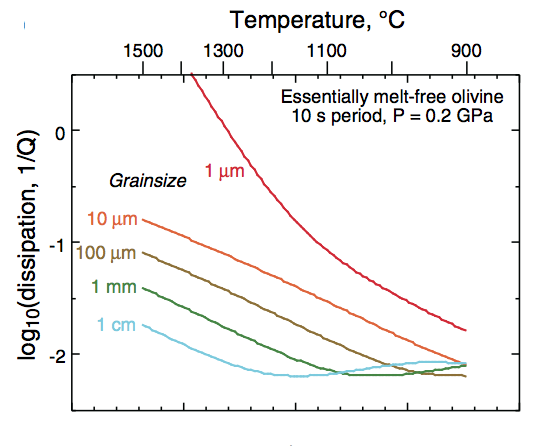 Temperature, °C
1500 1300 1100 900
Essentially melt-free olivine
10 s period, P = 0.2 GPa
0
1 µm
Grainsize
10 µm
-1
100 µm
1 mm
1 cm
-2
log10(dissipation, 1/Q)